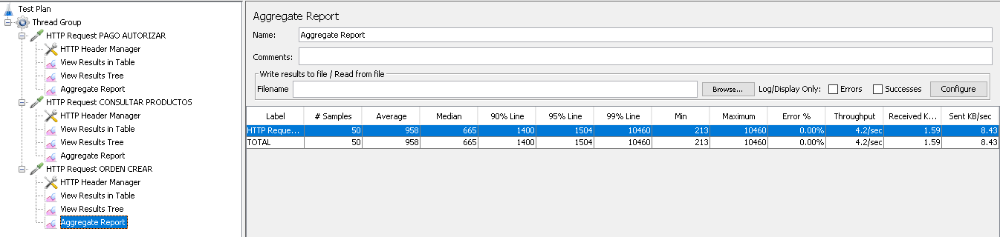 Test Plan
Thread Group
HTTP Request PAGO AUTORIZAR
HTTP Header Manager
View Results in Table
View Results Tree
Aggregate Report
HTTP Request CONSULTAR PRODUCTOS
HTTP Header Manager
View Results in Table
View Results Tree
Aggregate Report
HTTP Request ORDEN CREAR
HTTP Header Manager
View Results in Table
View Results Tree
Aggregate Report
Aggregate Report
Name: Aggregate Report
Comments:
Write results to file / Read from file
Filename Browse... Log/Display Only: Errors Successes Configure
Label # Samples Average Median 90% Line 95% Line 99% Line Min Maximum Error % Throughput Received K... Sent KB/sec
HTTP Reque... 50 958 665 1400 1504 10460 213 10460 0.00% 4.2/sec 1.59 8.43
TOTAL 50 958 665 1400 1504 10460 213 10460 0.00% 4.2/sec 1.59 8.43